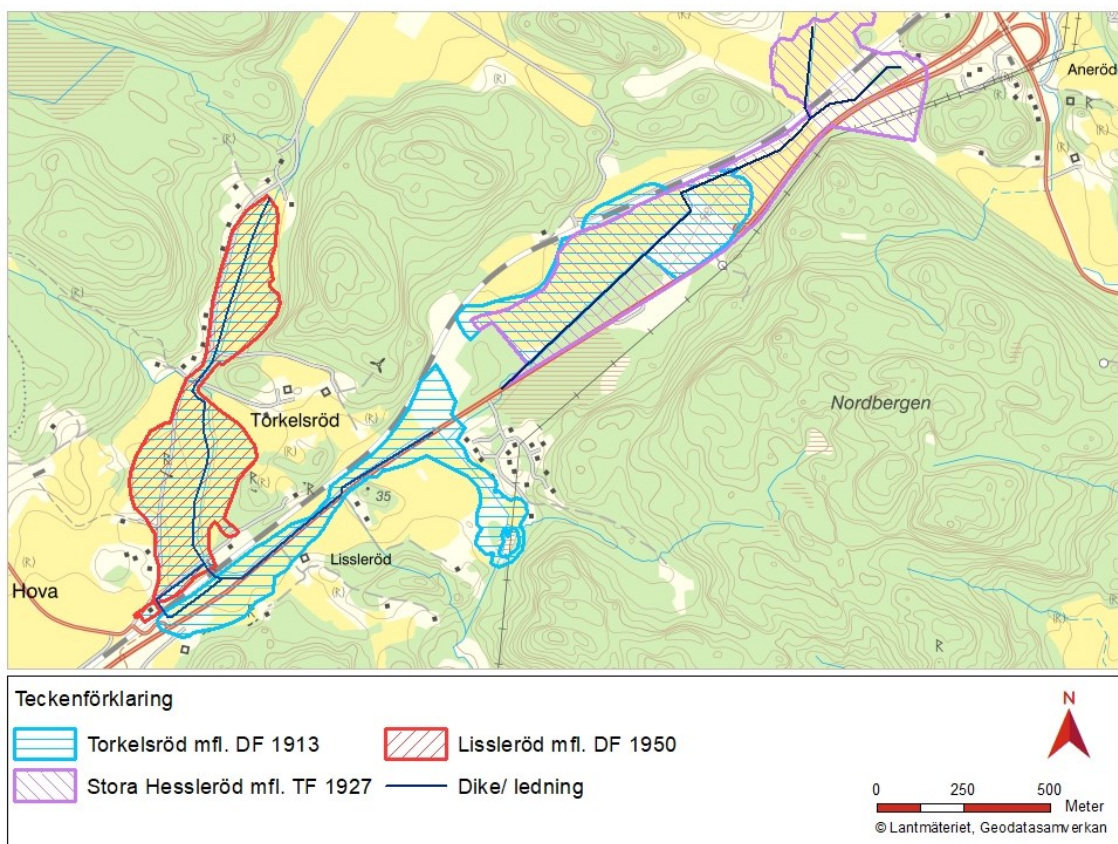 Aneröd
(R)
(R)
(R)
(R)
(R)
R
Nordbergen
Torkelsröd
(R)
R
(R)
R
35
R
(R)
Lissleröd
Hova
(R)
(R)
(R)
R
Teckenförklaring
N
Torkelsröd mfl. DF 1913
Lissleröd mfl. DF 1950
Stora Hessleröd mfl. TF 1927
Dike/ ledning
0 250 500
Meter
© Lantmäteriet, Geodatasamverkan